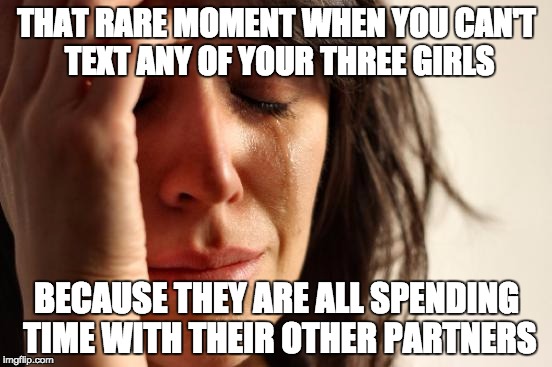 THAT RARE MOMENT WHEN YOU CAN'T
TEXT ANY OF YOUR THREE GIRLS
BECAUSE THEY ARE ALL SPENDING
TIME WITH THEIR OTHER PARTNERS
imgflip.com